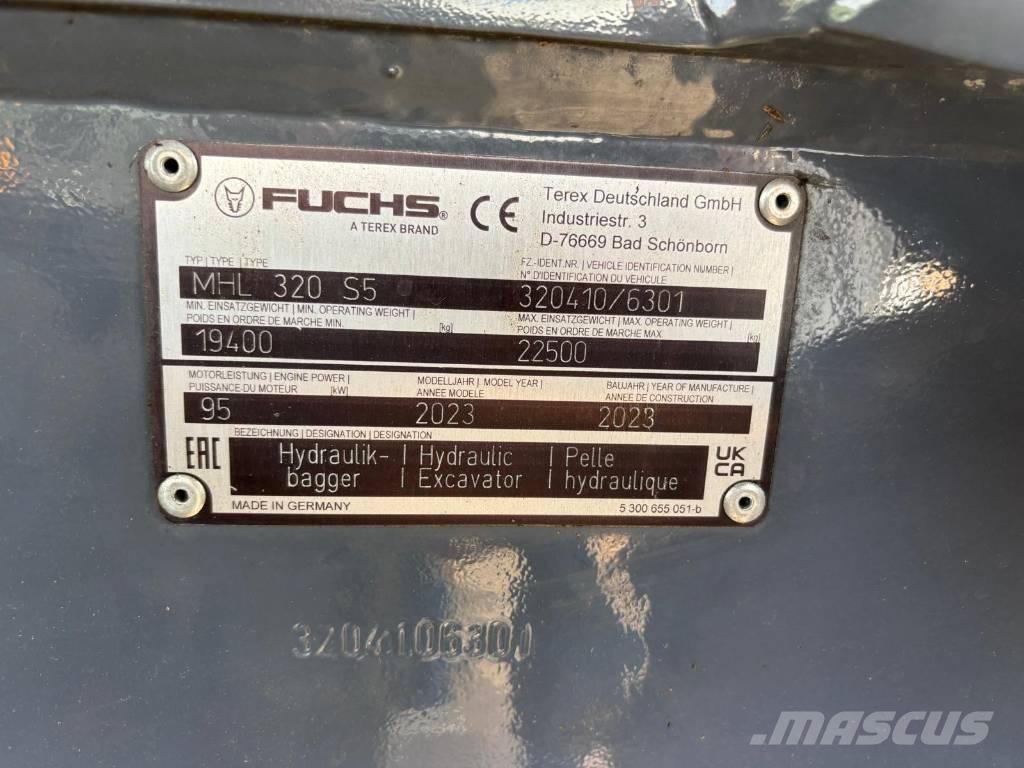 FUCHS®
A TEREX BRAND
CE
Terex Deutschland GmbH
Industriestr. 3
D-76669 Bad Schönborn
TYP | TYPE | TYPE
FZ.-IDENT.NR. | VEHICLE IDENTIFICATION NUMBER |
N° D'IDENTIFICATION DU VÉHICULE
MHL 320 S5
320410/6301
MIN. EINSATZGEWICHT | MIN. OPERATING WEIGHT |
POIDS EN ORDRE DE MARCHE MIN. [kg]
MAX. EINSATZGEWICHT | MAX. OPERATING WEIGHT |
POIDS EN ORDRE DE MARCHE MAX. [kg]
19400
22500
MOTORLEISTUNG | ENGINE POWER |
PUISSANCE DU MOTEUR [kW]
MODELLJAHR | MODEL YEAR |
ANNEE MODELE
BAUJAHR | YEAR OF MANUFACTURE |
ANNÉE DE CONSTRUCTION
95
2023
2023
BEZEICHNUNG | DESIGNATION | DESIGNATION
EAC
Hydraulik- | Hydraulic | Pelle
bagger | Excavator | hydraulique
UK
CA
MADE IN GERMANY
5 300 655 051-b
3204106301
MASCUS